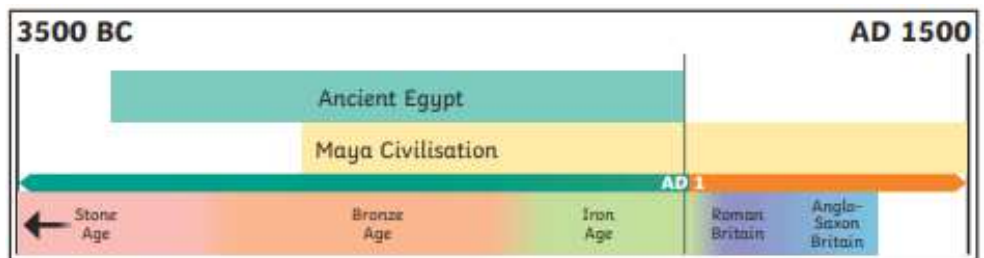 3500 BC
AD 1500
Ancient Egypt
Maya Civilisation
AD 1
Stone
Age
Bronze
Age
Iron
Age
Roman
Britain
Anglo-
Saxon
Britain